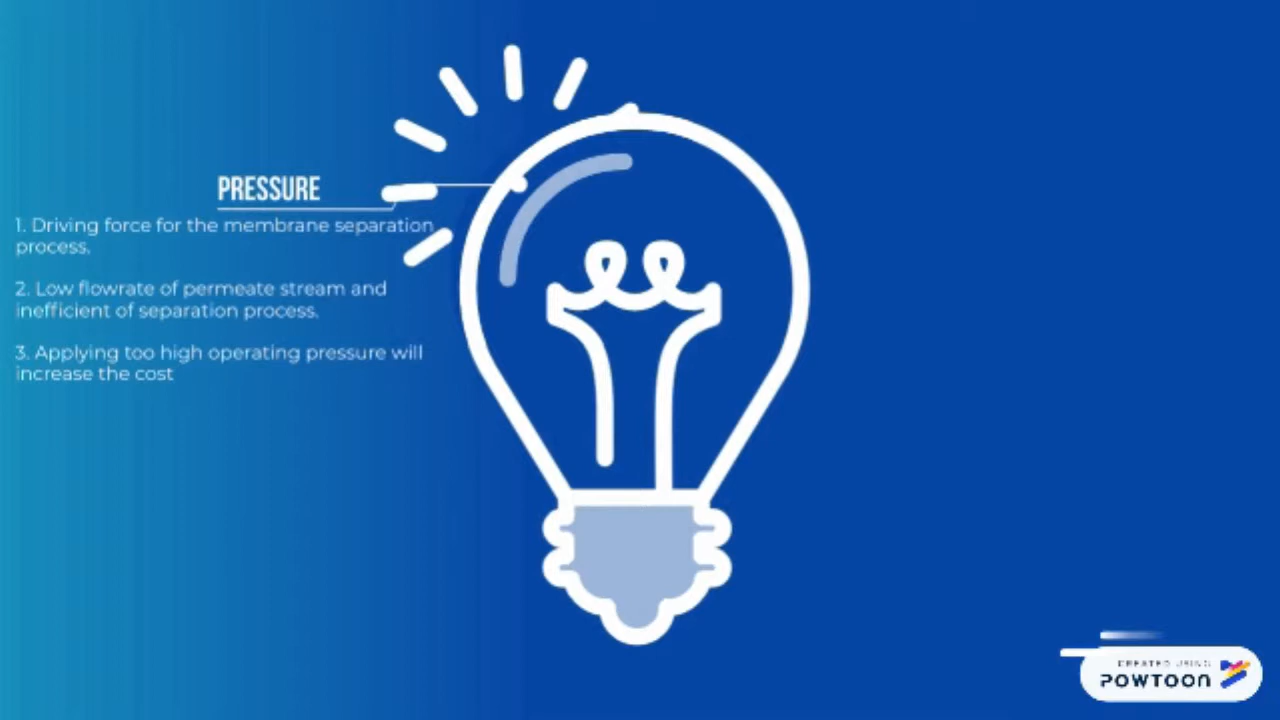 PRESSURE
1. Driving force for the membrane separation
process.
2. Low flowrate of permeate stream and
inefficient of separation process.
3. Applying too high operating pressure will
increase the cost
CREATED USING
POWTOON